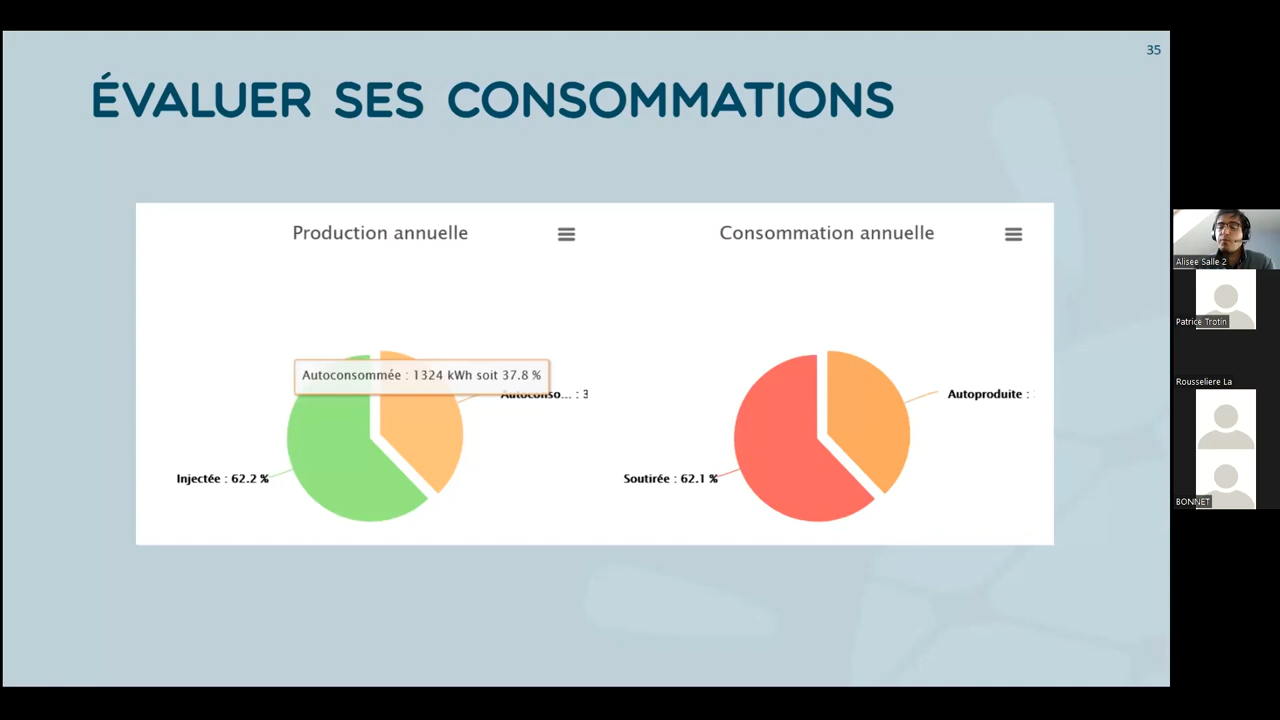 35
ÉVALUER SES CONSOMMATIONS
Production annuelle
Consommation annuelle
Autoconsommée : 1324 kWh soit 37.8 %
Autoconso... : 3
Autoproduite :
Injectée : 62.2 %
Soutirée : 62.1 %
Alisee Salle 2
Patrice Trotin
Rousseliere La
BONNET